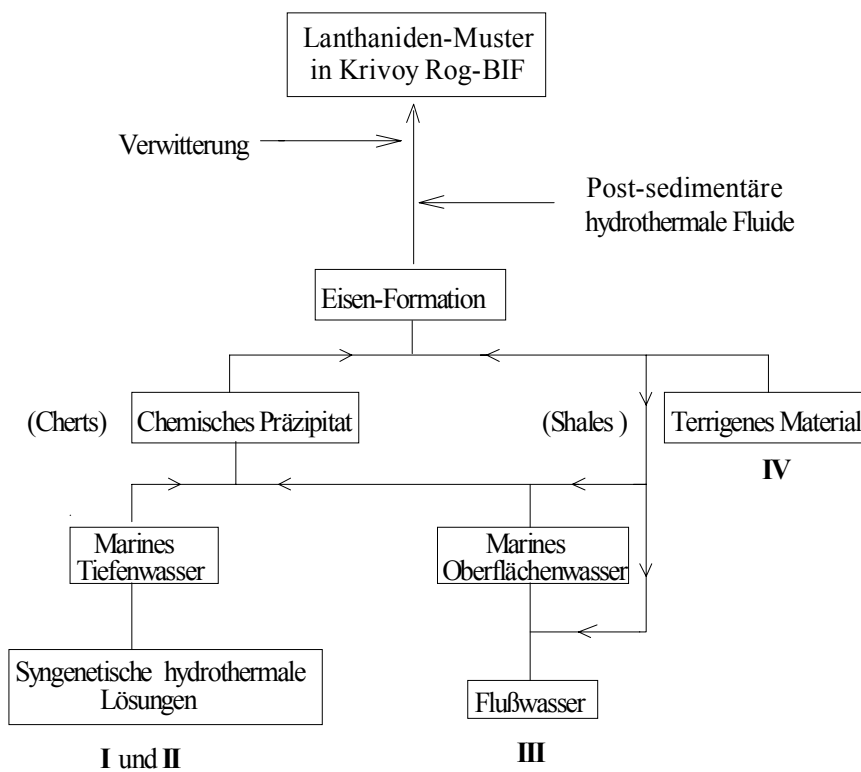 Lanthaniden-Muster
in Krivoy Rog-BIF
Verwitterung
Post-sedimentäre
hydrothermale Fluide
Eisen-Formation
(Cherts)
Chemisches Präzipitat
(Shales )
Terrigenes Material
IV
Marines
Tiefenwasser
Marines
Oberflächenwasser
Syngenetische hydrothermale
Lösungen
Flußwasser
I und II
III